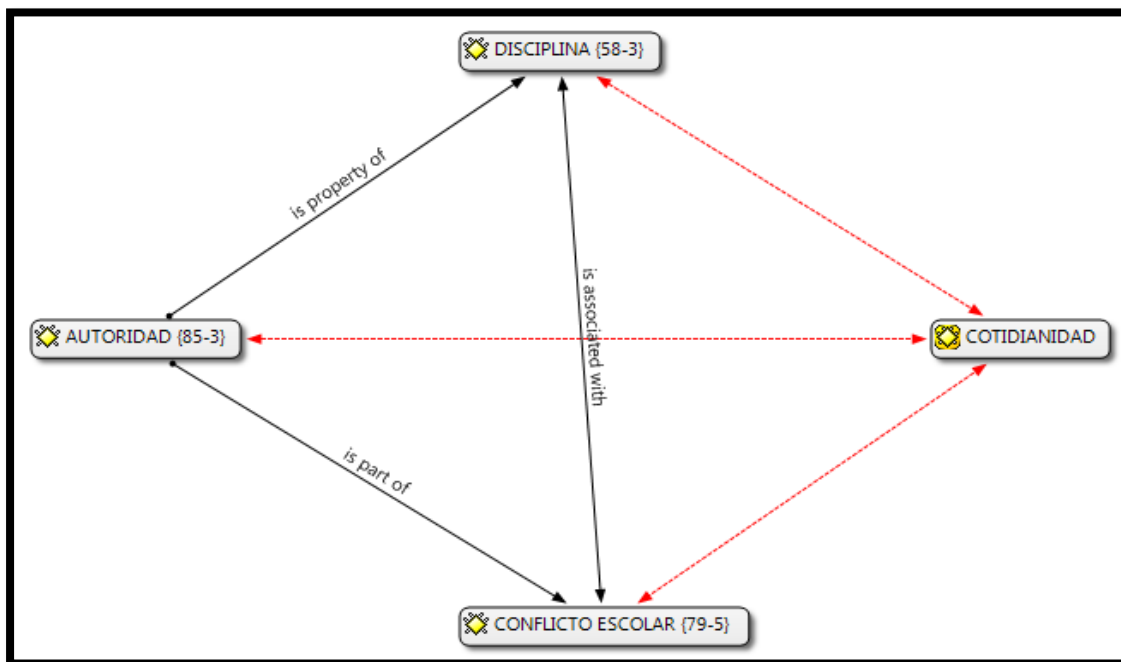 DISCIPLINA {58-3}
is property of
is associated with
AUTORIDAD {85-3}
COTIDIANIDAD
is part of
CONFLICTO ESCOLAR {79-5}